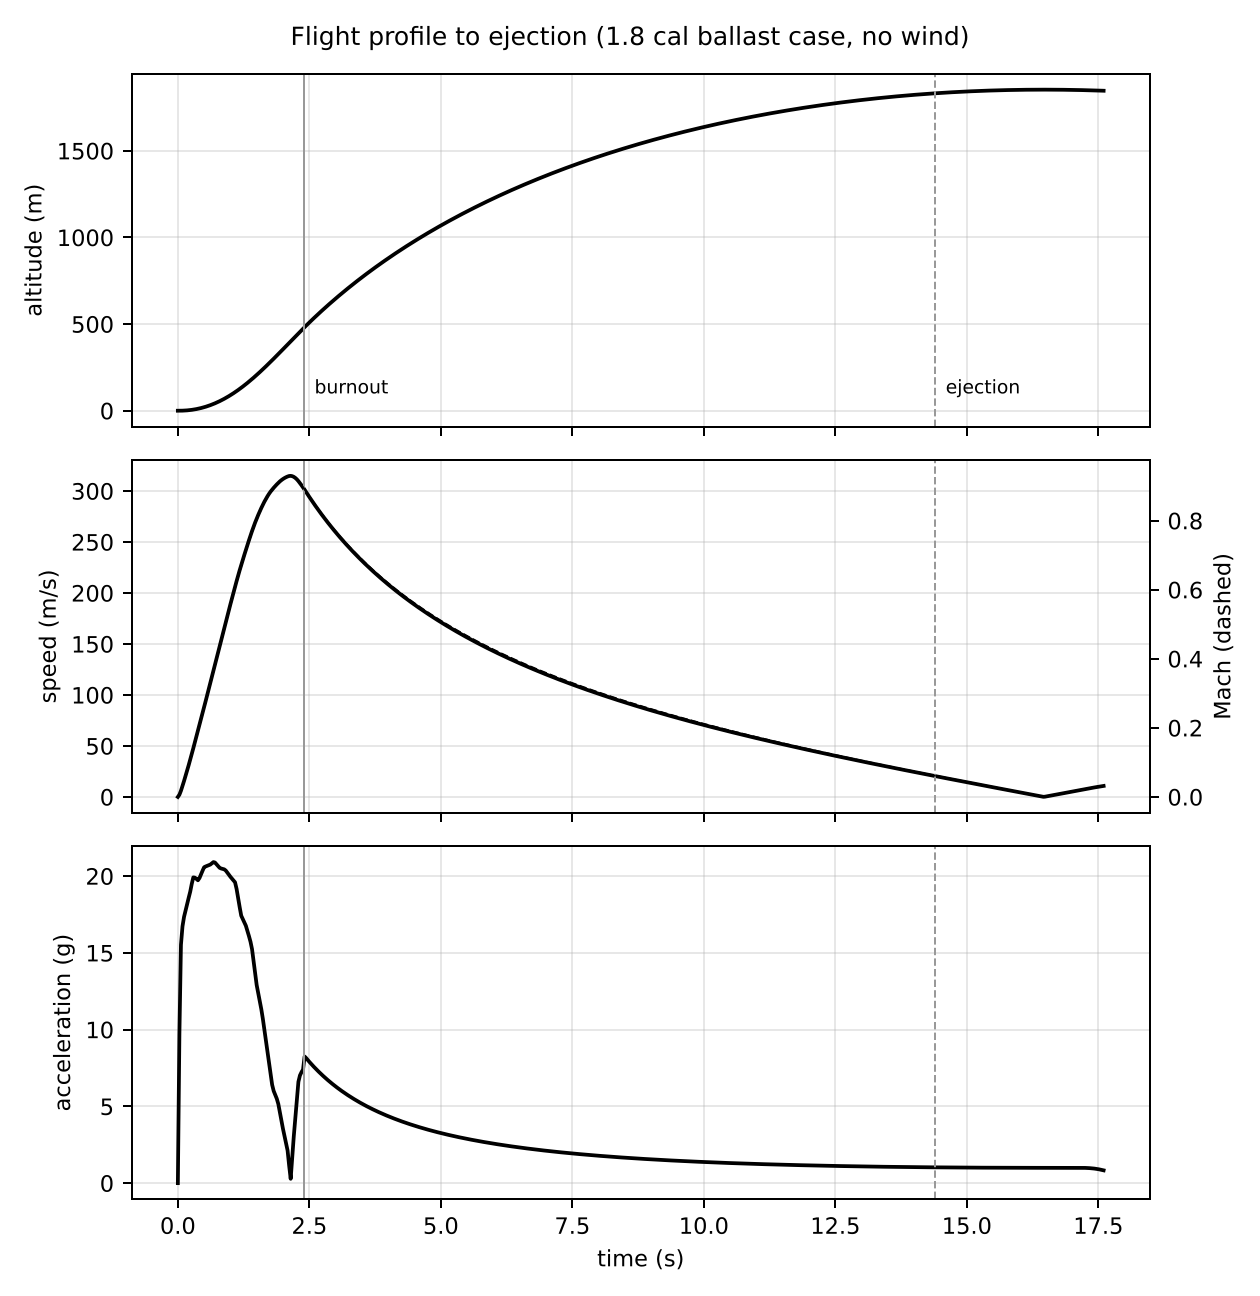 Flight profile to ejection (1.8 cal ballast case, no wind)
altitude (m)
1500
1000
500
0
burnout
ejection
speed (m/s)
300
250
200
150
100
50
0
Mach (dashed)
0.8
0.6
0.4
0.2
0.0
acceleration (g)
20
15
10
5
0
0.0 2.5 5.0 7.5 10.0 12.5 15.0 17.5
time (s)